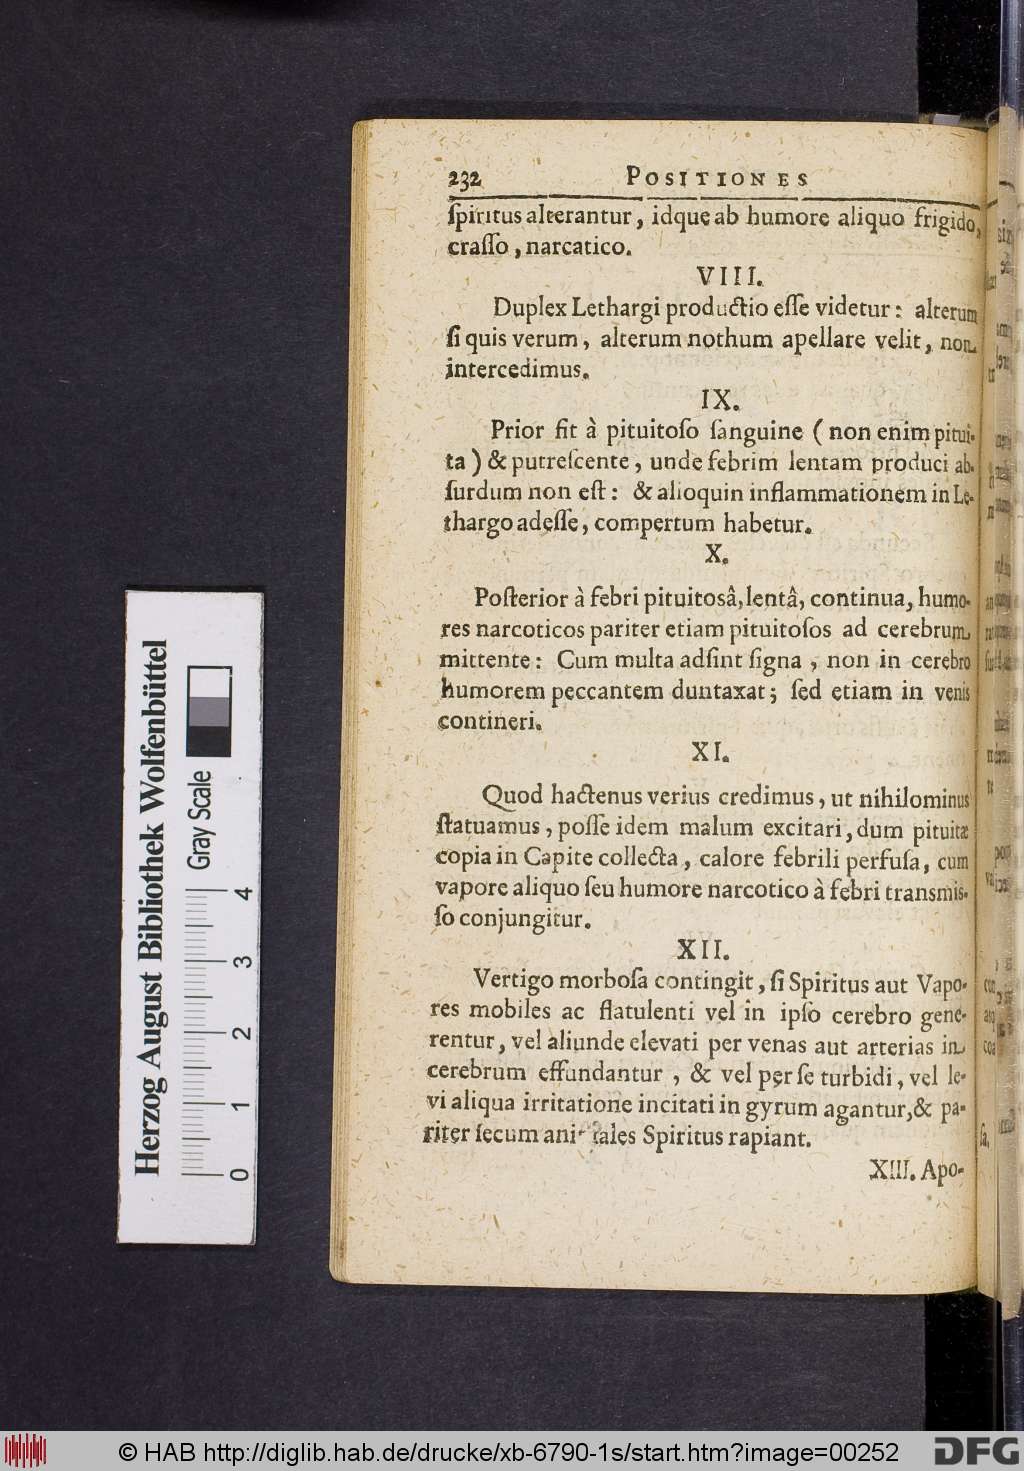 232 POSITIONES
ſpiritus alterantur, idque ab humore aliquo frigido,
craſſo, narcatico.
VIII.
Duplex Lethargi productio eſſe videtur: alterum
ſi quis verum, alterum nothum apellare velit, non
intercedimus.
IX.
Prior fit à pituitoſo ſanguine (non enim pitui-
ta) & putreſcente, unde febrim lentam produci ab-
ſurdum non eſt: & alioquin inflammationem in Le-
thargo adeſſe, compertum habetur.
X.
Poſterior à febri pituitosâ, lentâ, continua, humo-
res narcoticos pariter etiam pituitoſos ad cerebrum
mittente: Cum multa adſint ſigna, non in cerebro
humorem peccantem duntaxat; ſed etiam in venis
contineri.
XI.
Quod hactenus verius credimus, ut nihilominus
ſtatuamus, poſſe idem malum excitari, dum pituitæ
copia in Capite collecta, calore febrili perfuſa, cum
vapore aliquo ſeu humore narcotico à febri transmis-
ſo conjungitur.
XII.
Vertigo morboſa contingit, ſi Spiritus aut Vapo-
res mobiles ac flatulenti vel in ipſo cerebro gene-
rentur, vel aliunde elevati per venas aut arterias in
cerebrum effundantur, & vel per ſe turbidi, vel le-
vi aliqua irritatione incitati in gyrum agantur, & pa-
riter ſecum Spiritus rapiant.
XIII. Apo-
Herzog August Bibliothek Wolfenbüttel
Gray Scale
0 1 2 3 4
© HAB http://diglib.hab.de/drucke/xb-6790-1s/start.htm?image=00252
DFG